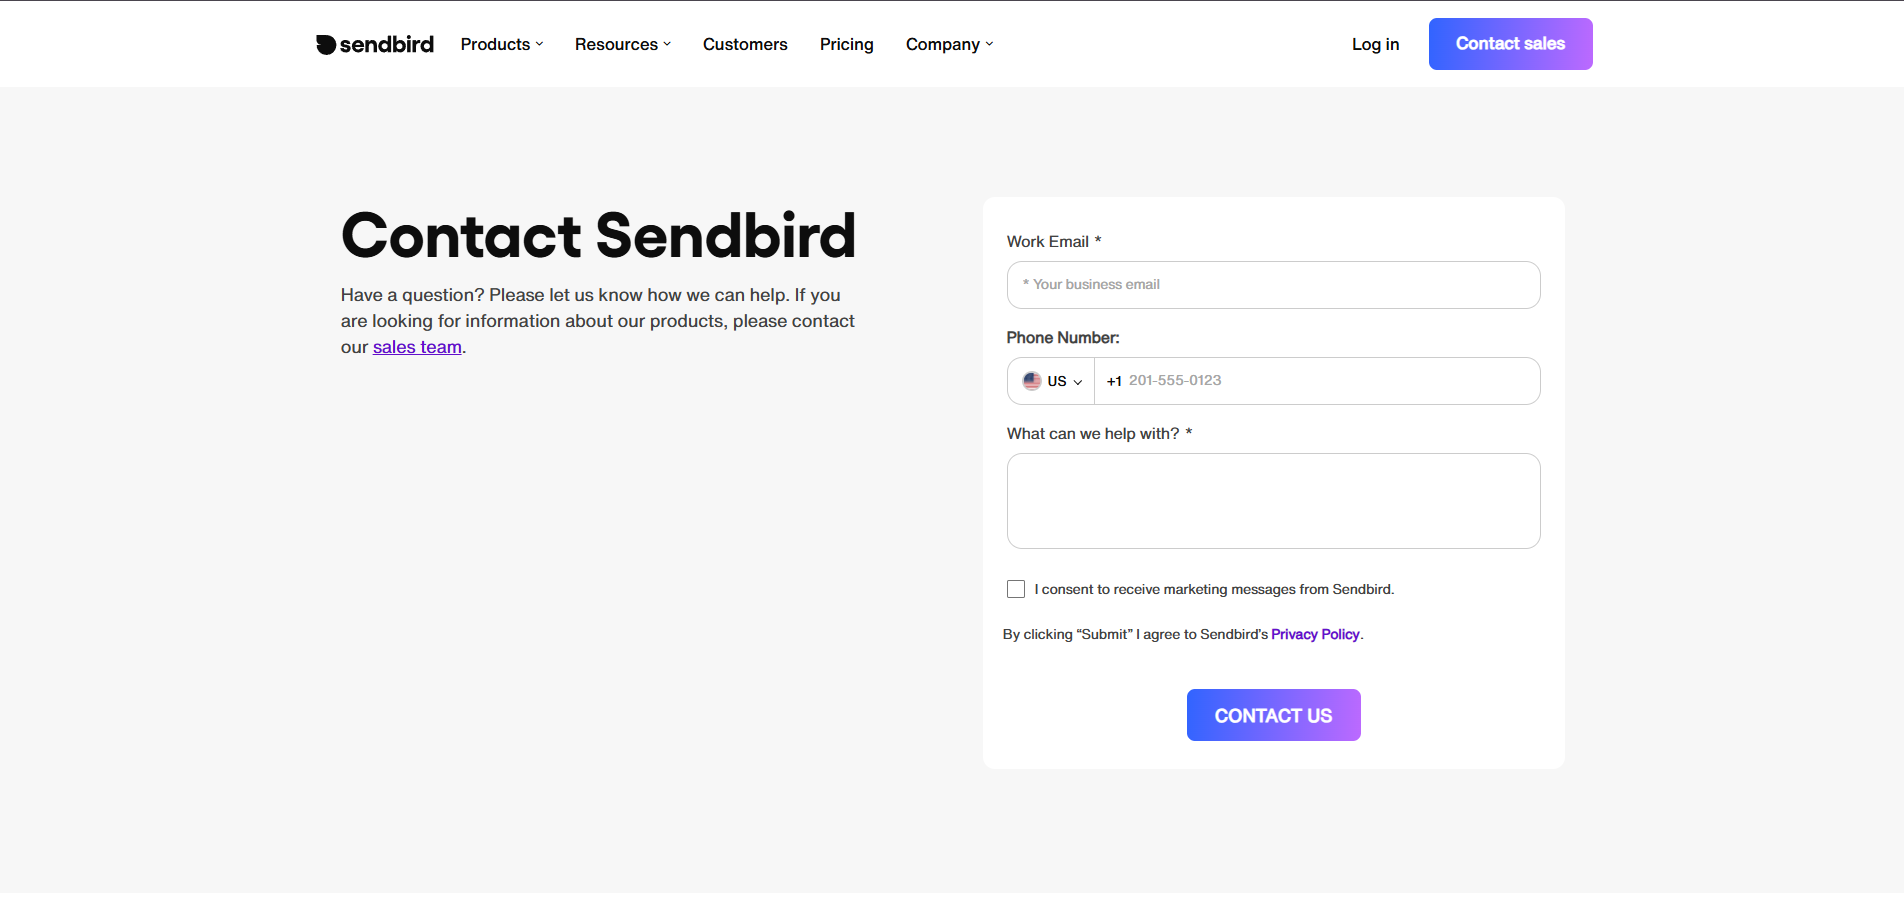 sendbird
Products
Resources
Customers
Pricing
Company
Log in
Contact sales
Contact Sendbird
Have a question? Please let us know how we can help. If you
are looking for information about our products, please contact
our sales team.
Work Email *
* Your business email
Phone Number:
US
+1 201-555-0123
What can we help with? *
I consent to receive marketing messages from Sendbird.
By clicking “Submit” I agree to Sendbird's Privacy Policy.
CONTACT US